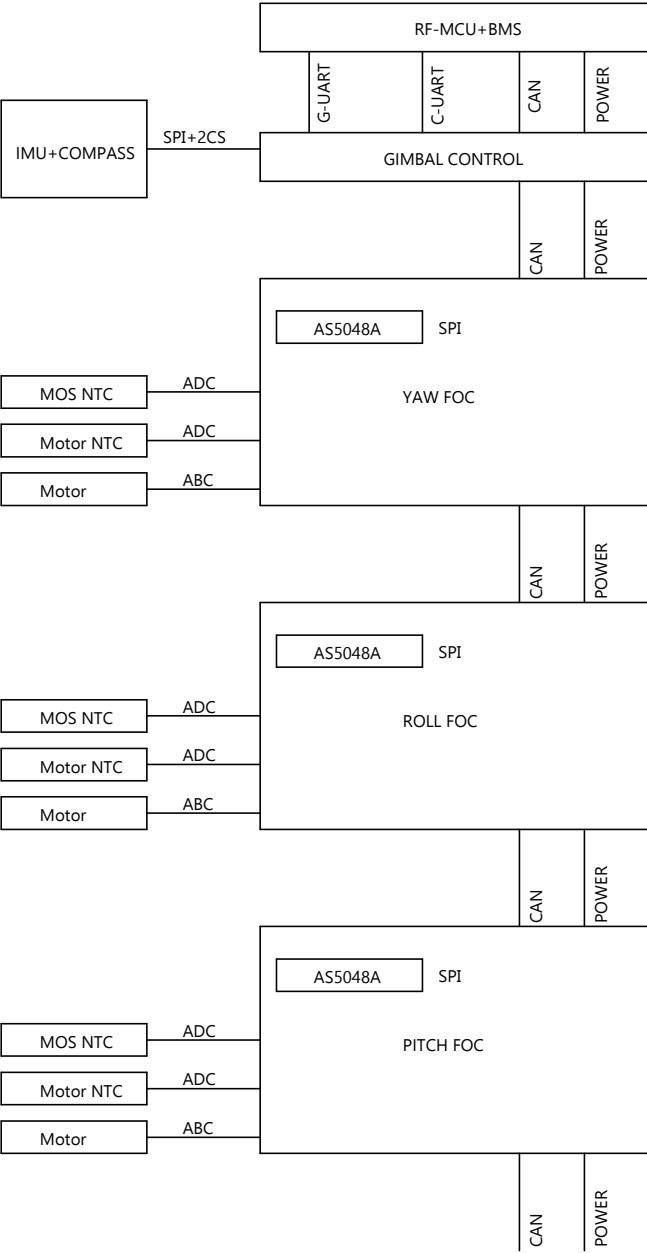 RF-MCU+BMS
G-UART
C-UART
CAN
POWER
IMU+COMPASS
SPI+2CS
GIMBAL CONTROL
CAN
POWER
AS5048A
SPI
MOS NTC
ADC
YAW FOC
Motor NTC
ADC
Motor
ABC
CAN
POWER
AS5048A
SPI
MOS NTC
ADC
ROLL FOC
Motor NTC
ADC
Motor
ABC
CAN
POWER
AS5048A
SPI
MOS NTC
ADC
PITCH FOC
Motor NTC
ADC
Motor
ABC
CAN
POWER